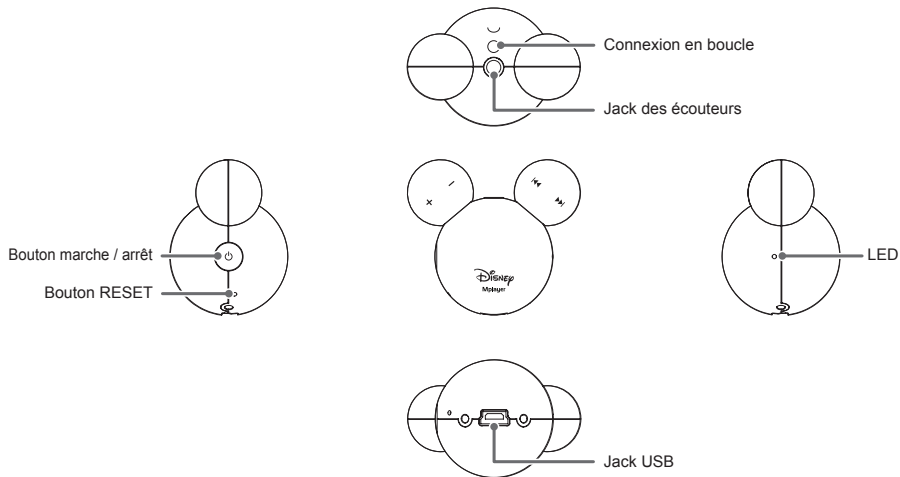 Connexion en boucle
Jack des écouteurs
Bouton marche / arrêt
Bouton RESET
+ −
Disney
Mplayer
LED
Jack USB